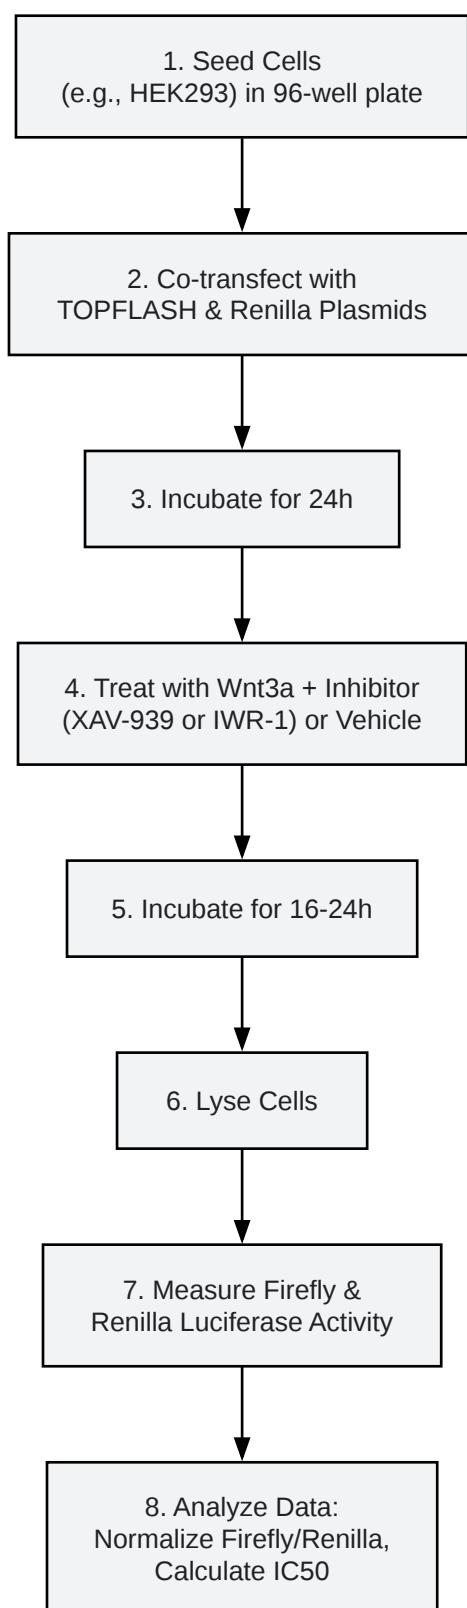 1. Seed Cells
(e.g., HEK293) in 96-well plate
2. Co-transfect with
TOPFLASH & Renilla Plasmids
3. Incubate for 24h
4. Treat with Wnt3a + Inhibitor
(XAV-939 or IWR-1) or Vehicle
5. Incubate for 16-24h
6. Lyse Cells
7. Measure Firefly &
Renilla Luciferase Activity
8. Analyze Data:
Normalize Firefly/Renilla,
Calculate IC50